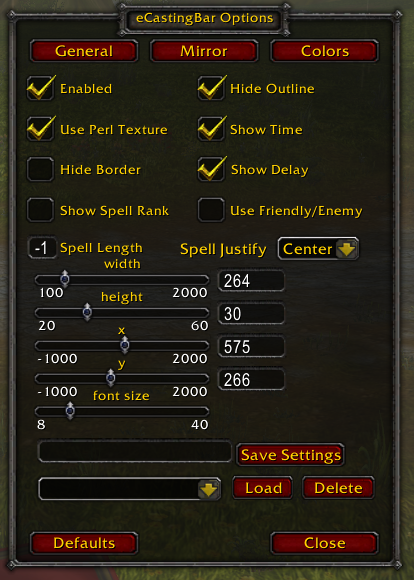 eCastingBar Options
General Mirror Colors
Enabled Hide Outline
Use Perl Texture Show Time
Hide Border Show Delay
Show Spell Rank Use Friendly/Enemy
-1 Spell Length Spell Justify Center
width
264
100 2000
height
30
20 60
x
575
-1000 2000
y
266
-1000 2000
font size
8 40
Save Settings
Load Delete
Defaults Close